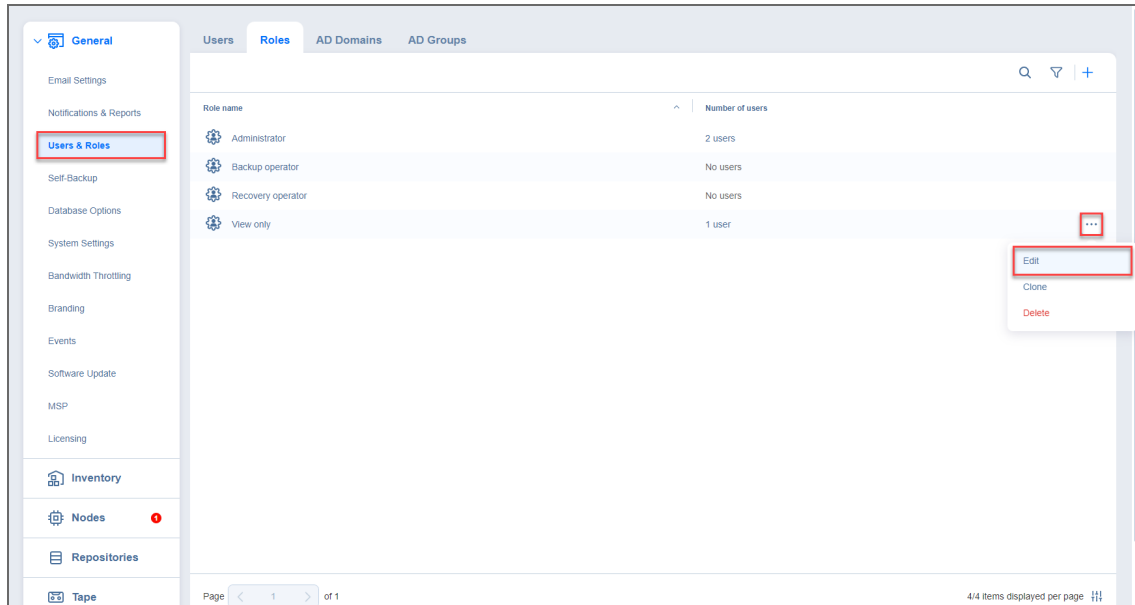 General
Email Settings
Notifications & Reports
Users & Roles
Self-Backup
Database Options
System Settings
Bandwidth Throttling
Branding
Events
Software Update
MSP
Licensing
Inventory
Nodes 1
Repositories
Tape
Users Roles AD Domains AD Groups
Role name Number of users
Administrator 2 users
Backup operator No users
Recovery operator No users
View only 1 user
...
Edit
Clone
Delete
Page 1 of 1 4/4 items displayed per page